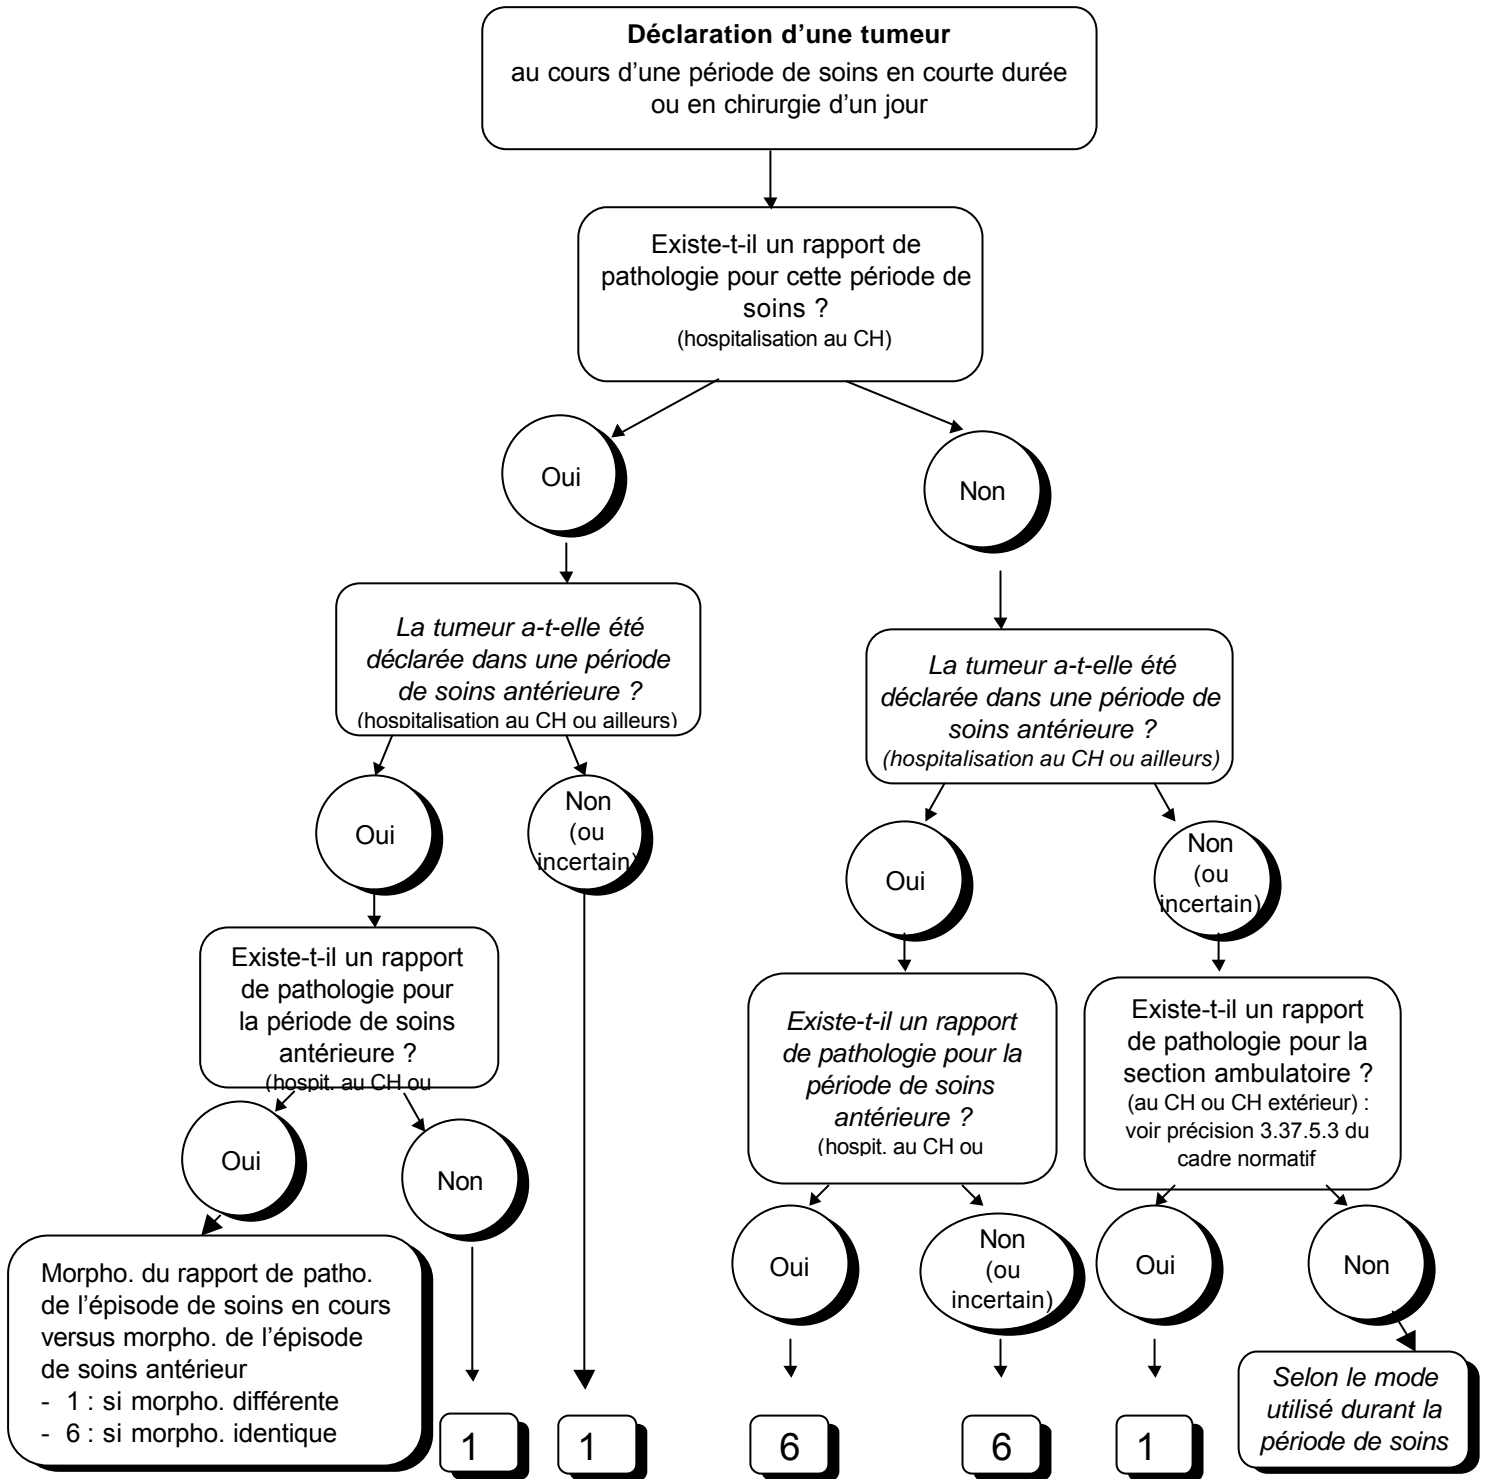 Déclaration d'une tumeur
au cours d'une période de soins en courte durée
ou en chirurgie d'un jour
Existe-t-il un rapport de
pathologie pour cette période de
soins ?
(hospitalisation au CH)
Oui
Non
La tumeur a-t-elle été
déclarée dans une période
de soins antérieure ?
(hospitalisation au CH ou ailleurs)
La tumeur a-t-elle été
déclarée dans une période de
soins antérieure ?
(hospitalisation au CH ou ailleurs)
Oui
Non
(ou
incertain)
Oui
Non
(ou
incertain)
Existe-t-il un rapport
de pathologie pour
la période de soins
antérieure ?
(hospit. au CH ou
Existe-t-il un rapport
de pathologie pour la
période de soins
antérieure ?
(hospit. au CH ou
Existe-t-il un rapport
de pathologie pour la
section ambulatoire ?
(au CH ou CH extérieur) :
voir précision 3.37.5.3 du
cadre normatif
Oui
Non
Oui
Non
(ou
incertain)
Oui
Non
Morpho. du rapport de patho.
de l'épisode de soins en cours
versus morpho. de l'épisode
de soins antérieur
- 1 : si morpho. différente
- 6 : si morpho. identique
1
1
6
6
1
Selon le mode
utilisé durant la
période de soins